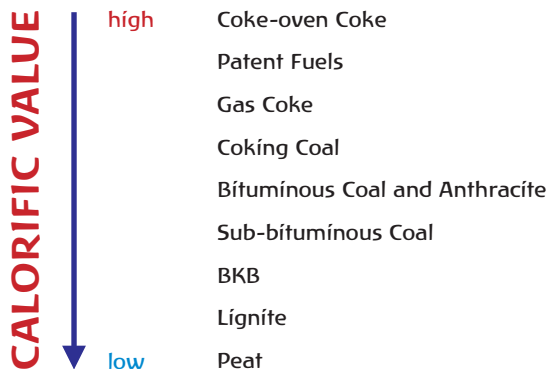 CALORIFIC VALUE
high Coke-oven Coke
Patent Fuels
Gas Coke
Coking Coal
Bituminous Coal and Anthracite
Sub-bituminous Coal
BKB
Lignite
low Peat